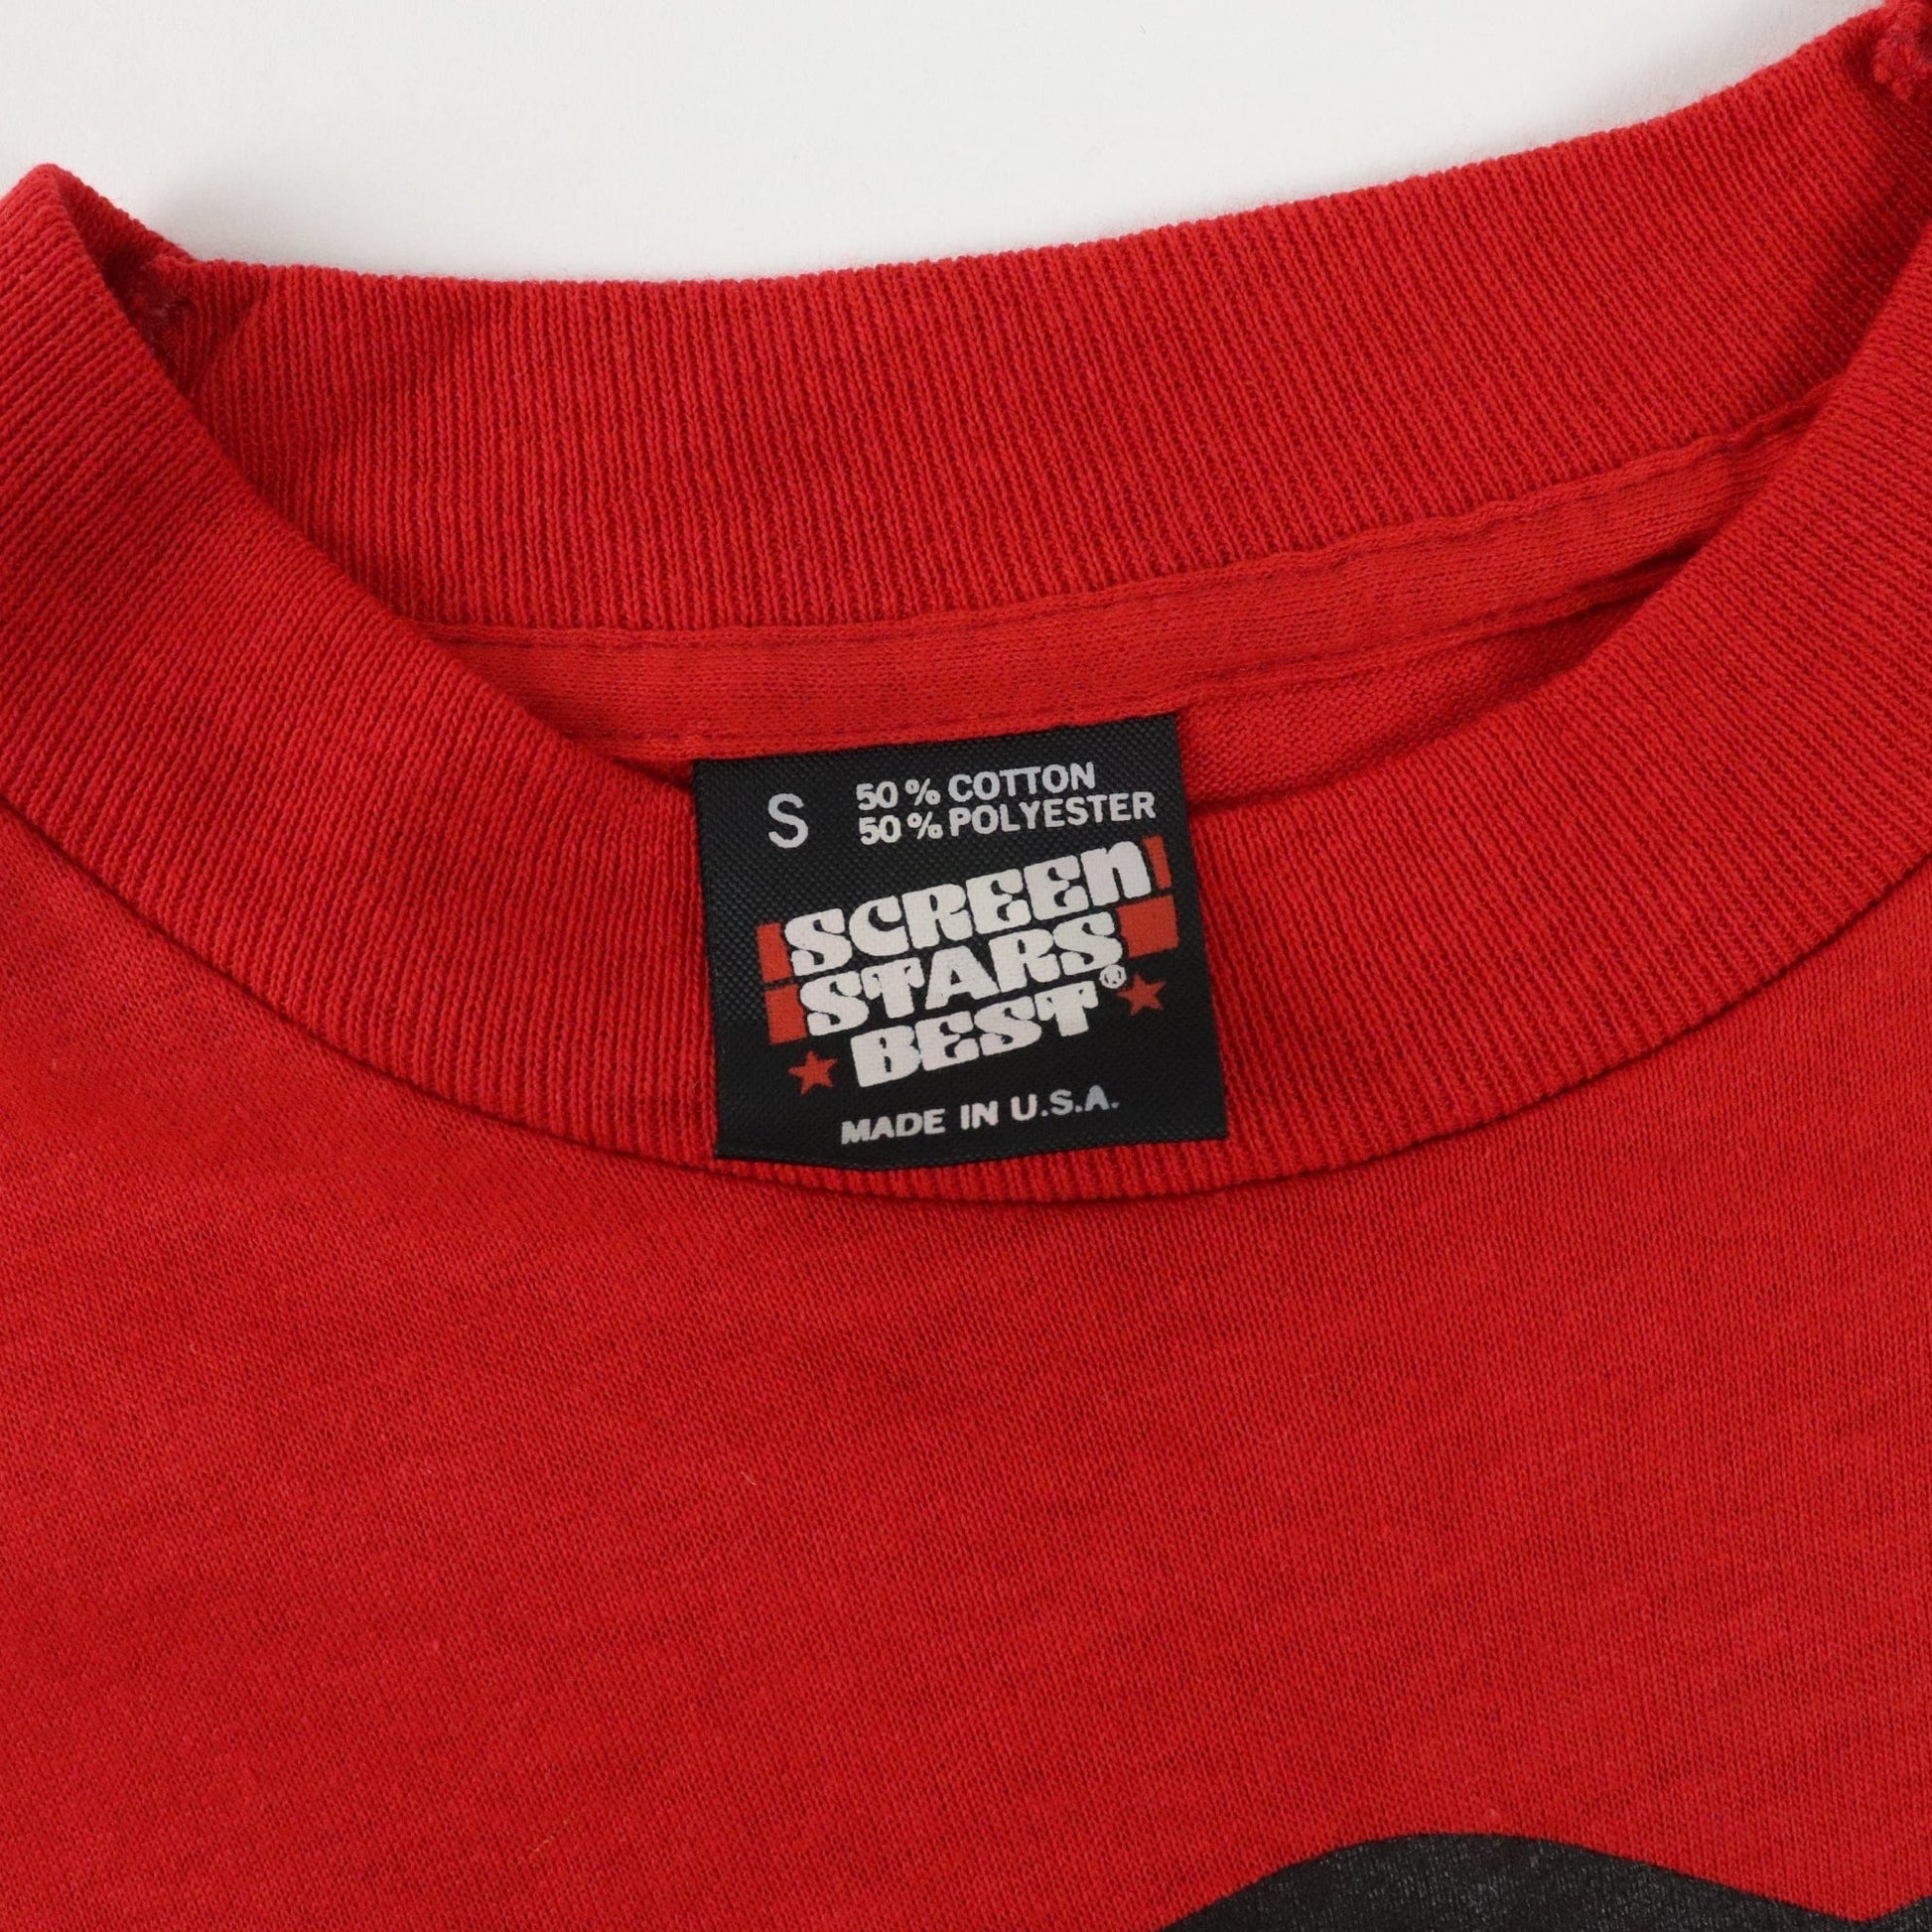 S 50% COTTON
50% POLYESTER
SCREEN
STARS
BEST®
MADE IN U.S.A.